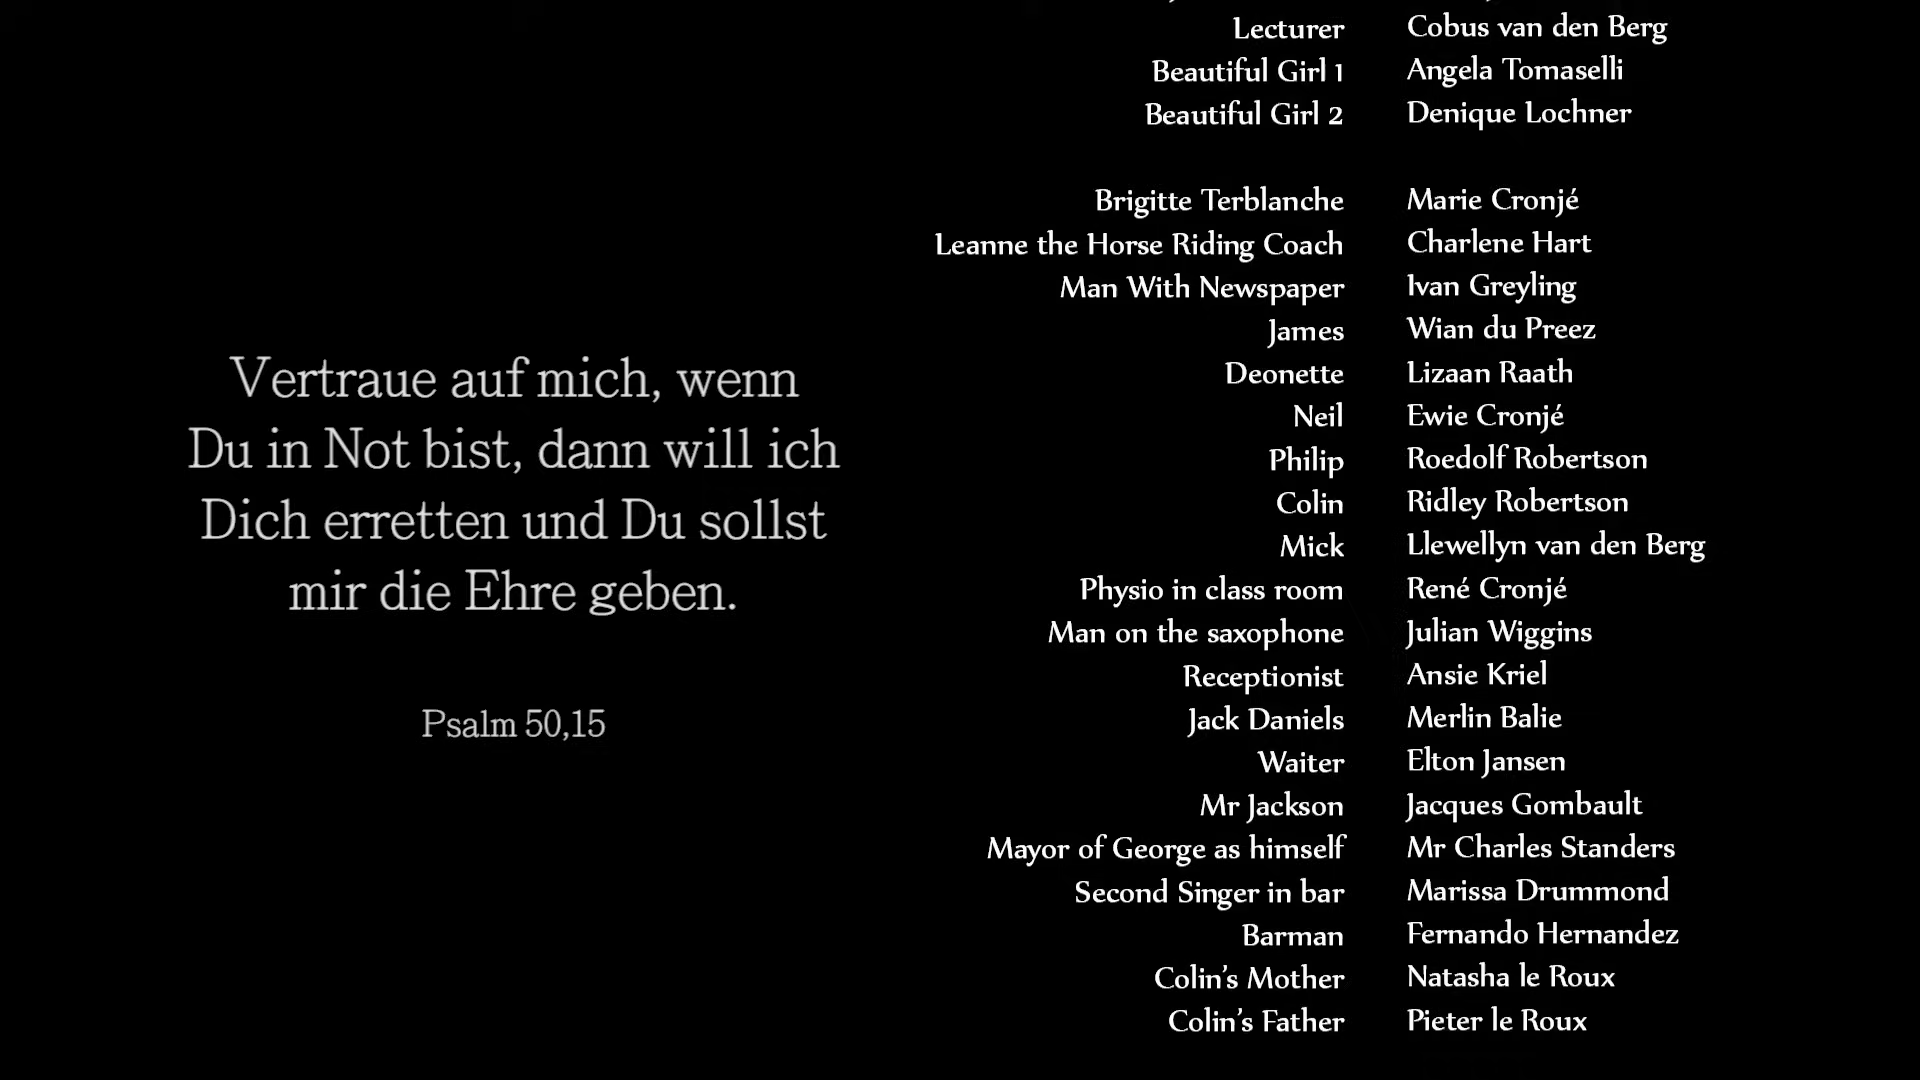 Vertraue auf mich, wenn
Du in Not bist, dann will ich
Dich erretten und Du sollst
mir die Ehre geben.
Psalm 50,15
Lecturer Cobus van den Berg
Beautiful Girl 1 Angela Tomaselli
Beautiful Girl 2 Denique Lochner
Brigitte Terblanche Marie Cronjé
Leanne the Horse Riding Coach Charlene Hart
Man With Newspaper Ivan Greyling
James Wian du Preez
Deonette Lizaan Raath
Neil Ewie Cronjé
Philip Roedolf Robertson
Colin Ridley Robertson
Mick Llewellyn van den Berg
Physio in class room René Cronjé
Man on the saxophone Julian Wiggins
Receptionist Ansie Kriel
Jack Daniels Merlin Balie
Waiter Elton Jansen
Mr Jackson Jacques Gombault
Mayor of George as himself Mr Charles Standers
Second Singer in bar Marissa Drummond
Barman Fernando Hernandez
Colin's Mother Natasha le Roux
Colin's Father Pieter le Roux